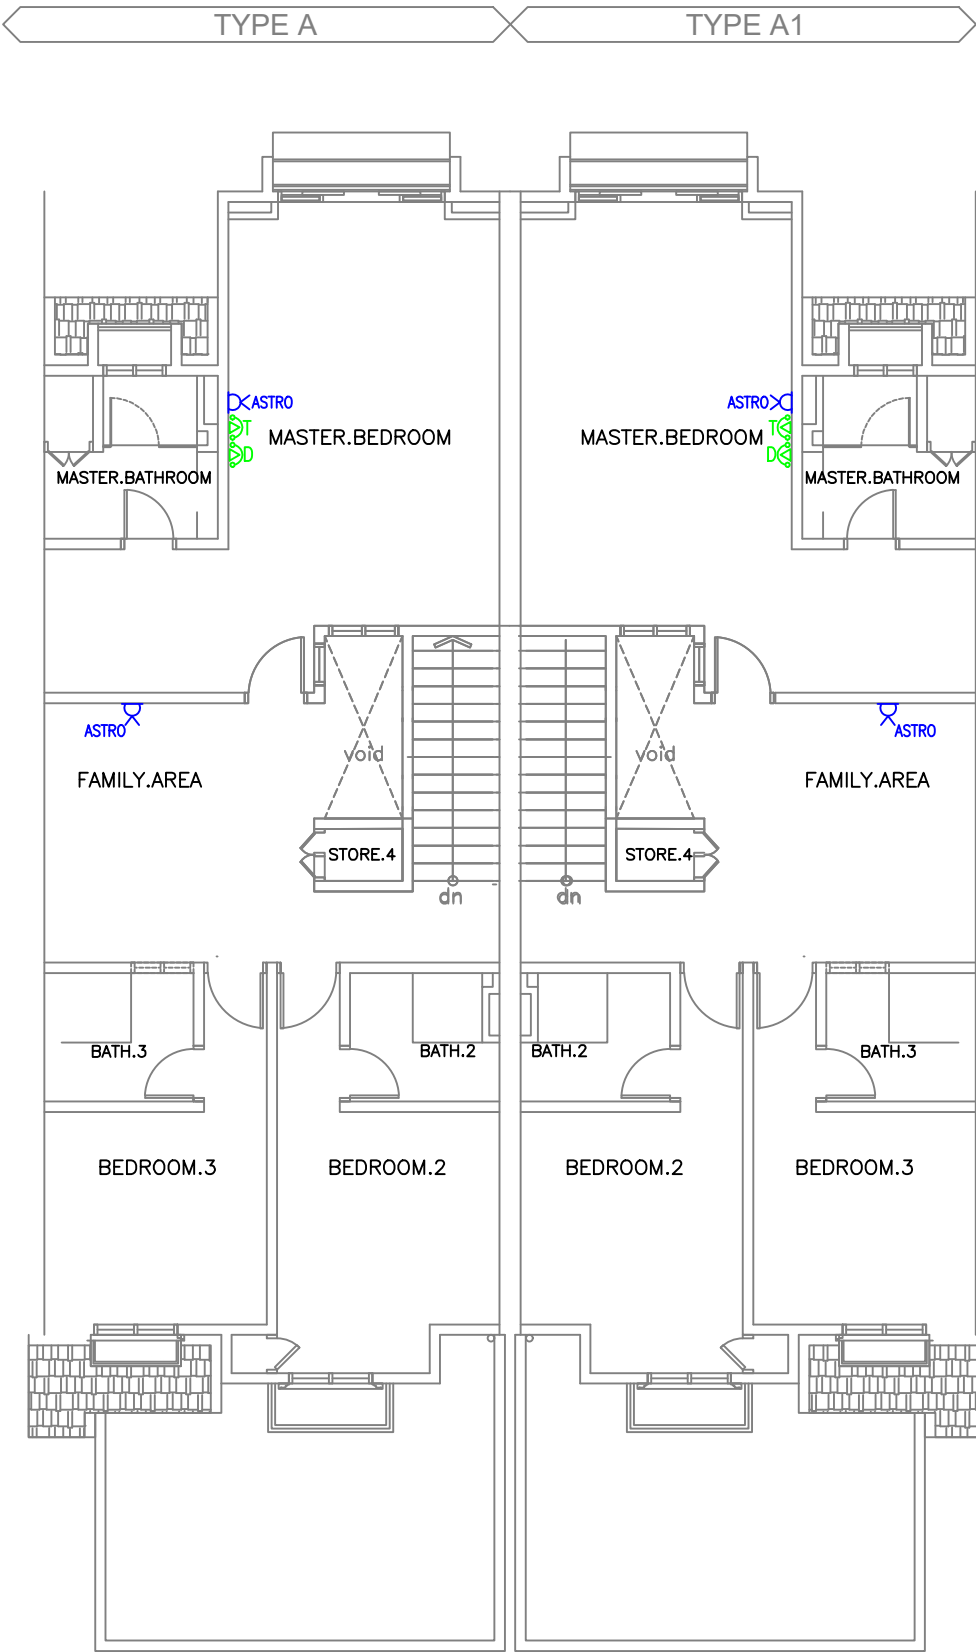 TYPE A
TYPE A1
ASTRO
ASTRO
T
T
MASTER.BEDROOM
MASTER.BEDROOM
D
D
MASTER.BATHROOM
MASTER.BATHROOM
ASTRO
ASTRO
void
void
FAMILY.AREA
FAMILY.AREA
STORE.4
STORE.4
dn
dn
BATH.3
BATH.2
BATH.2
BATH.3
BEDROOM.3
BEDROOM.2
BEDROOM.2
BEDROOM.3